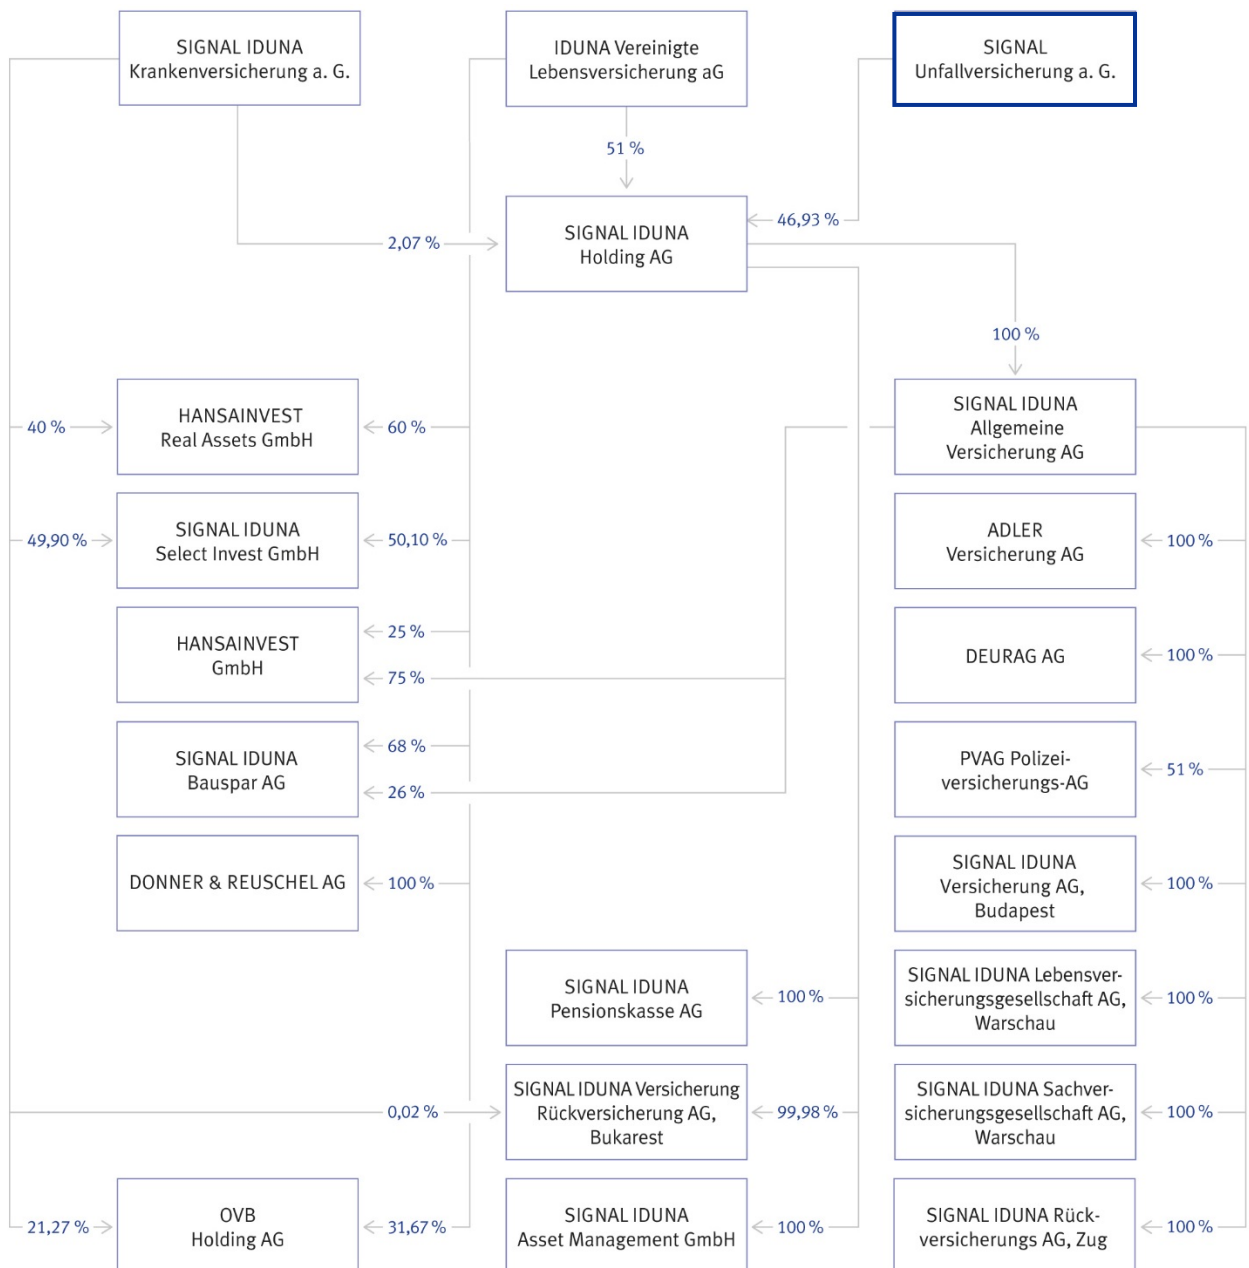 SIGNAL IDUNA
Krankenversicherung a. G.
IDUNA Vereinigte
Lebensversicherung aG
SIGNAL
Unfallversicherung a. G.
51 %
46,93 %
2,07 %
SIGNAL IDUNA
Holding AG
100 %
40 %
HANSAINVEST
Real Assets GmbH
60 %
SIGNAL IDUNA
Allgemeine
Versicherung AG
49,90 %
SIGNAL IDUNA
Select Invest GmbH
50,10 %
ADLER
Versicherung AG
100 %
HANSAINVEST
GmbH
25 %
75 %
DEURAG AG
100 %
SIGNAL IDUNA
Bauspar AG
68 %
26 %
PVAG Polizei-
versicherungs-AG
51 %
DONNER & REUSCHEL AG
100 %
SIGNAL IDUNA
Versicherung AG,
Budapest
100 %
SIGNAL IDUNA
Pensionskasse AG
100 %
SIGNAL IDUNA Lebensver-
sicherungsgesellschaft AG,
Warschau
100 %
0,02 %
SIGNAL IDUNA Versicherung
Rückversicherung AG,
Bukarest
99,98 %
SIGNAL IDUNA Sachver-
sicherungsgesellschaft AG,
Warschau
100 %
21,27 %
OVB
Holding AG
31,67 %
SIGNAL IDUNA
Asset Management GmbH
100 %
SIGNAL IDUNA Rück-
versicherungs AG, Zug
100 %